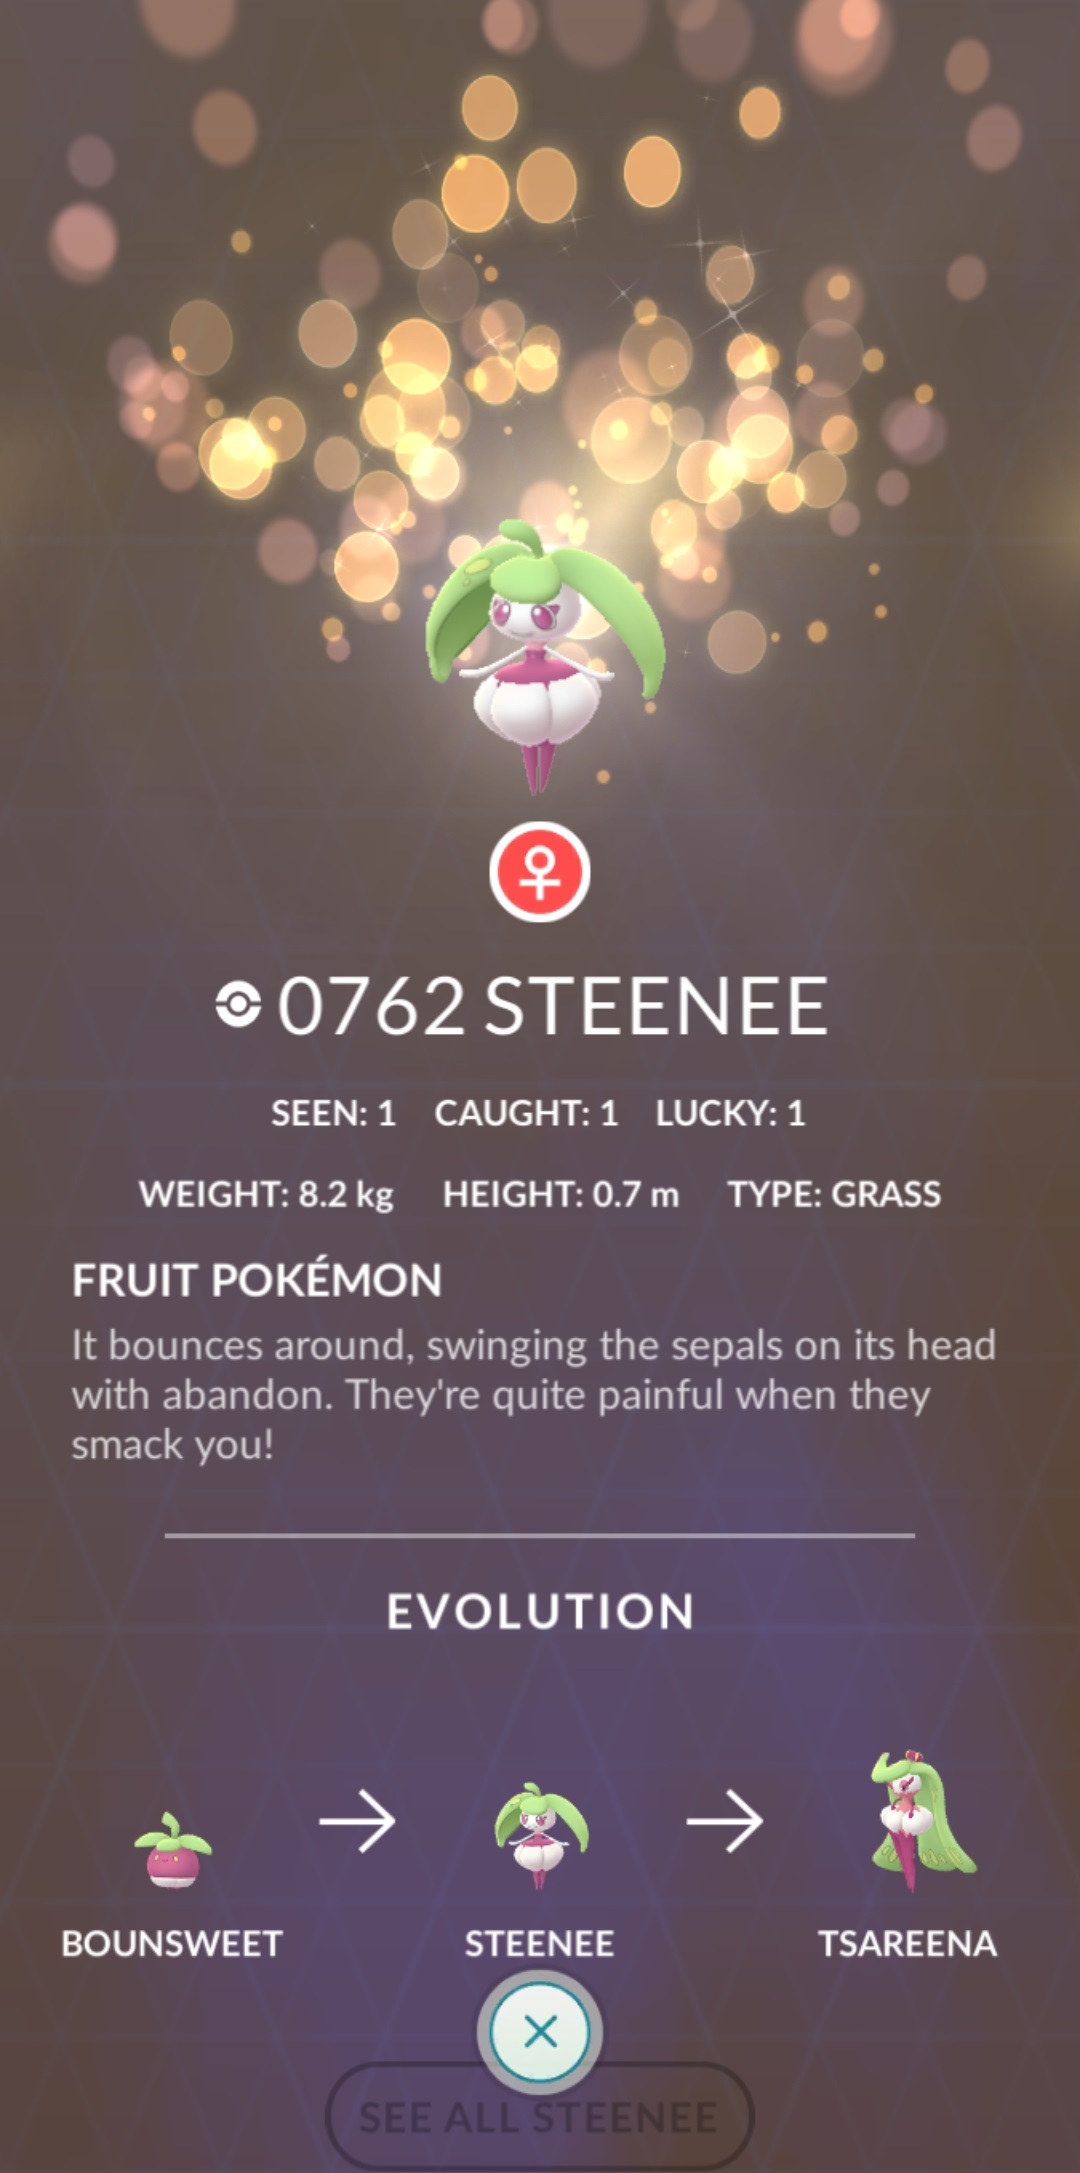 0762 STEENEE
SEEN: 1 CAUGHT: 1 LUCKY: 1
WEIGHT: 8.2 kg HEIGHT: 0.7 m TYPE: GRASS
FRUIT POKÉMON
It bounces around, swinging the sepals on its head
with abandon. They're quite painful when they
smack you!
EVOLUTION
BOUNSWEET STEENEE TSAREENA
SEE ALL STEENEE